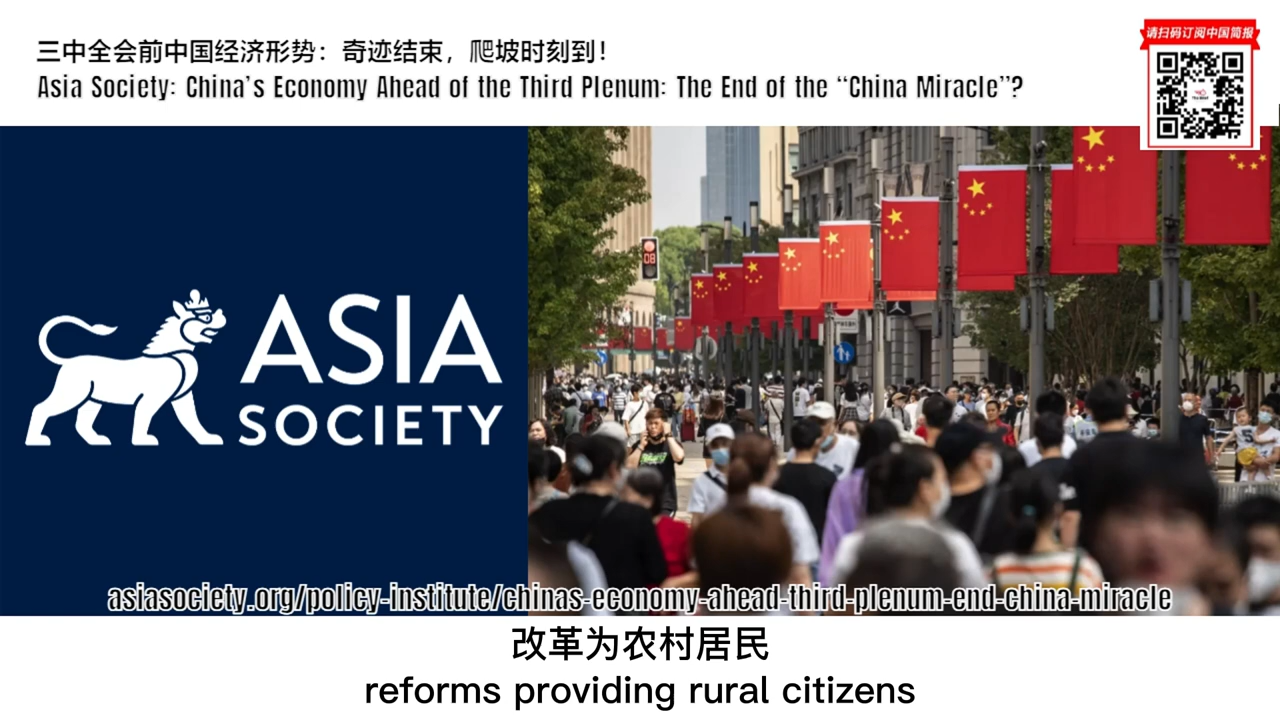 三中全会前中国经济形势：奇迹结束，爬坡时刻到！
Asia Society: China's Economy Ahead of the Third Plenum: The End of the “China Miracle”?
请扫码订阅中国简报
ASIA
SOCIETY
08
asiasociety.org/policy-institute/chinas-economy-ahead-third-plenum-end-china-miracle
改革为农村居民
reforms providing rural citizens